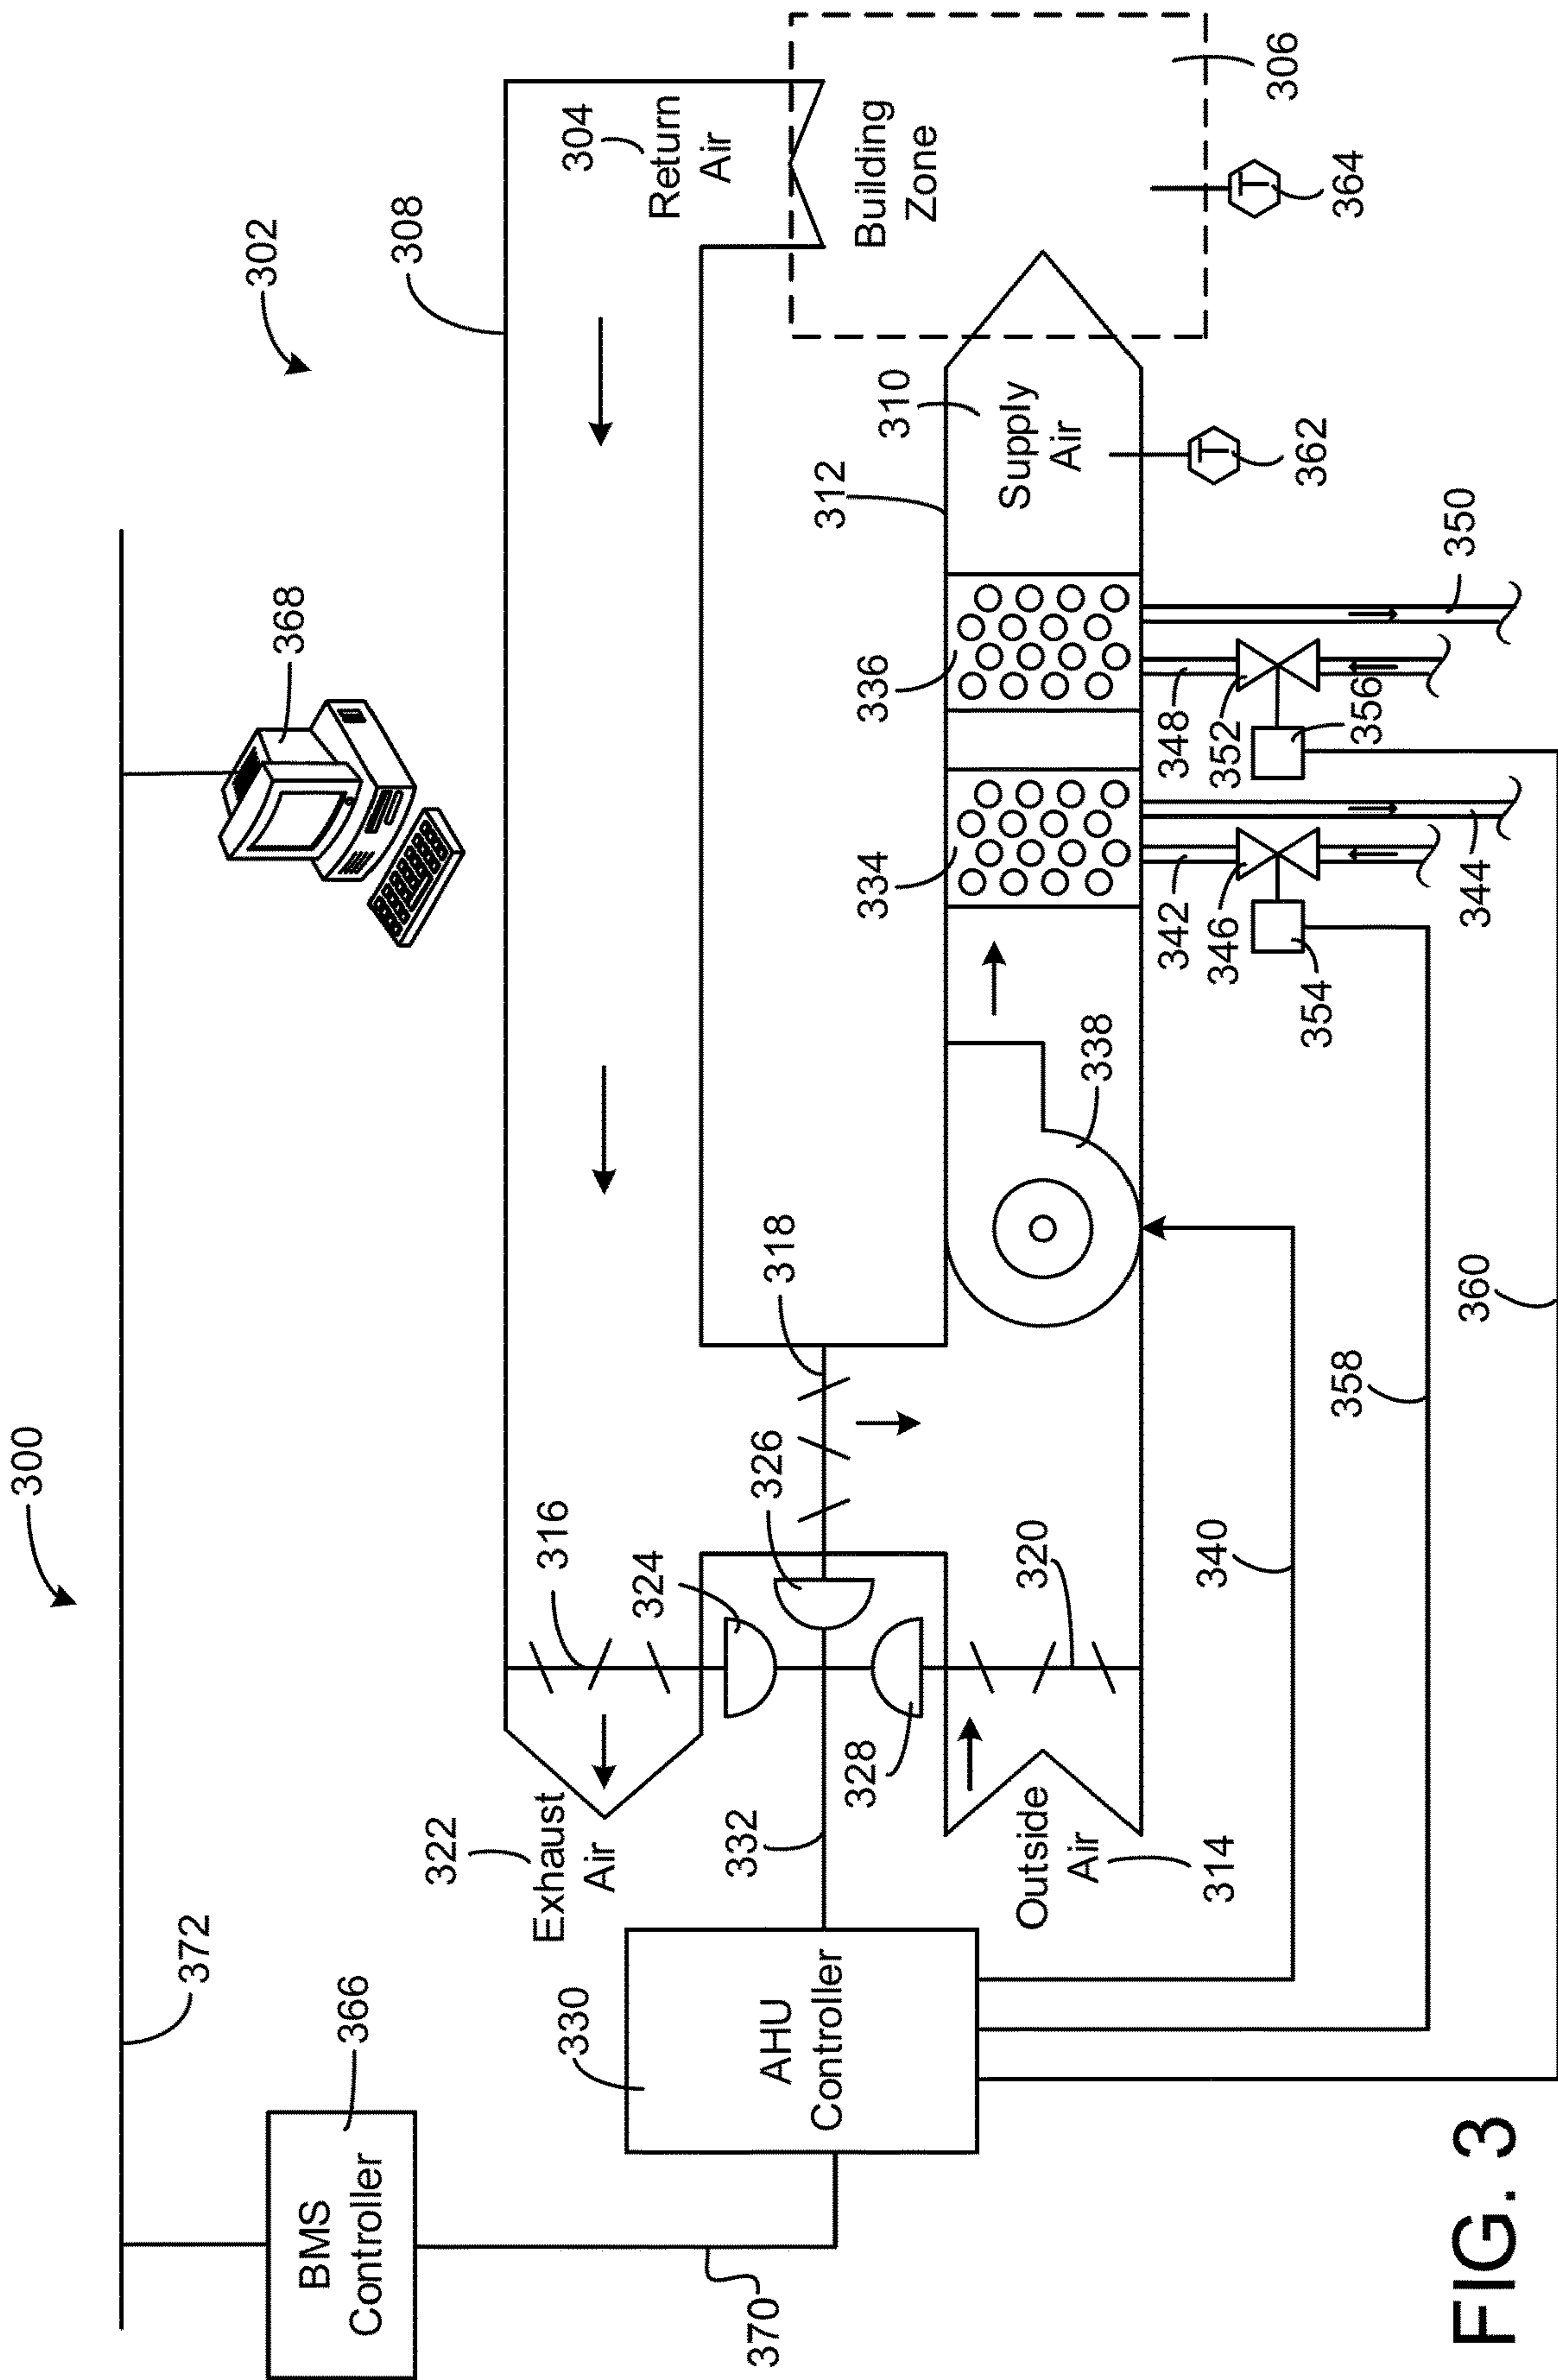 300
372
366
BMS
Controller
370
330
AHU
Controller
302
368
308
304
Return
Air
306
Building
Zone
364
322
Exhaust
Air
316
324
326
318
332
328
320
Outside
Air
314
338
334
336
312
310
Supply
Air
362
342
346
354
344
348
352
356
350
340
358
360
T
T
FIG. 3